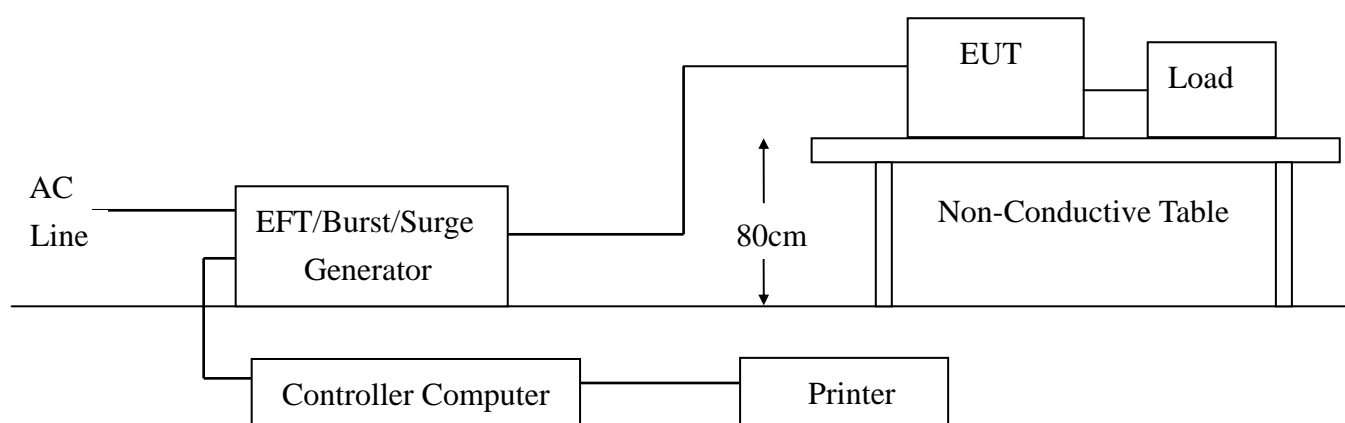 EUT
Load
AC
Line
EFT/Burst/Surge
Generator
80cm
Non-Conductive Table
Controller Computer
Printer